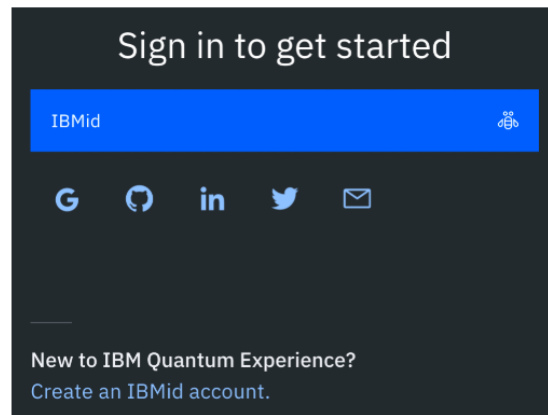 Sign in to get started
IBMid
New to IBM Quantum Experience?
Create an IBMid account.